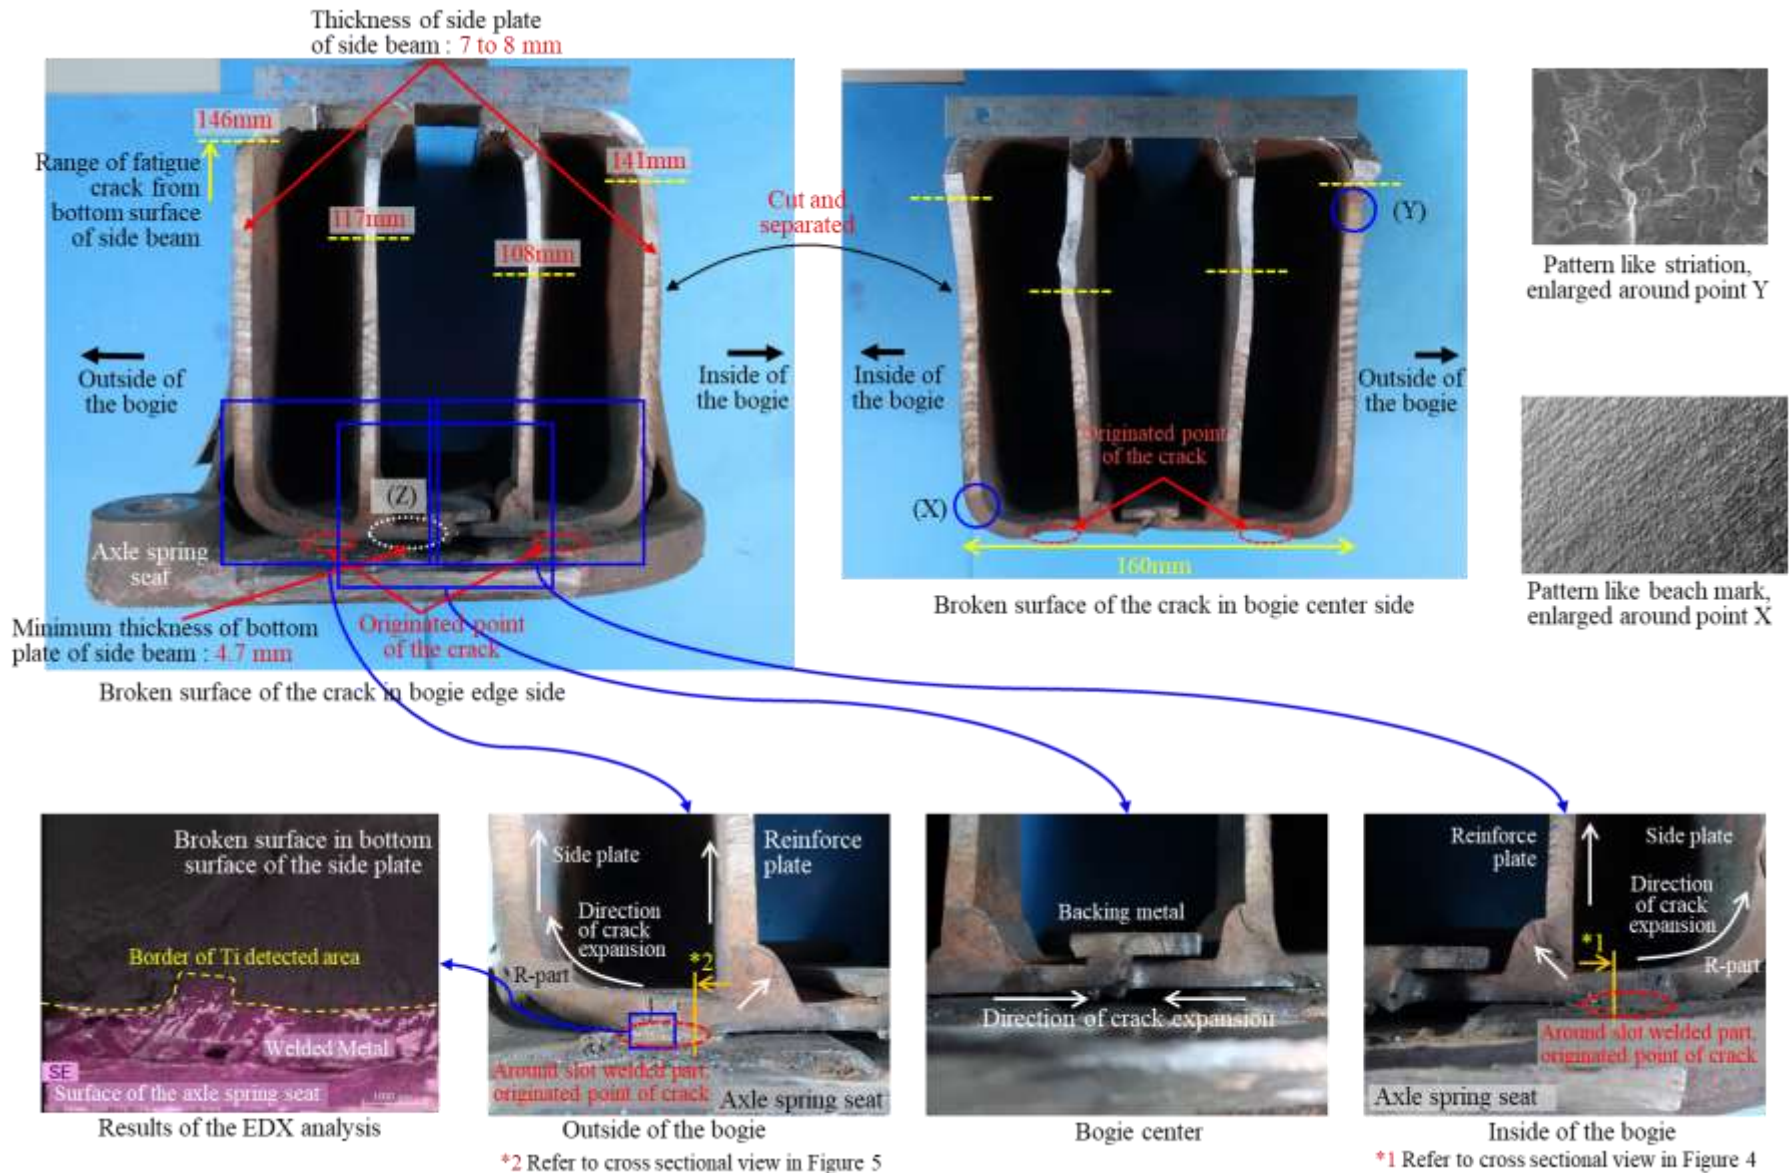 Thickness of side plate
of side beam : 7 to 8 mm
146mm
Range of fatigue
crack from
bottom surface
of side beam
117mm
141mm
108mm
Outside of
the bogie
Inside of
the bogie
(Z)
Axle spring
seat
Minimum thickness of bottom
plate of side beam : 4.7 mm
Originated point
of the crack
Broken surface of the crack in bogie edge side
Cut and
separated
(Y)
Inside of
the bogie
Outside of
the bogie
Originated point
of the crack
(X)
160mm
Broken surface of the crack in bogie center side
Pattern like striation,
enlarged around point Y
Pattern like beach mark,
enlarged around point X
Broken surface in bottom
surface of the side plate
Border of Ti detected area
Welded Metal
SE
Surface of the axle spring seat
Results of the EDX analysis
Side plate
Reinforce
plate
Direction
of crack
expansion
*2
R-part
Around slot welded part,
originated point of crack
Axle spring seat
Outside of the bogie
*2 Refer to cross sectional view in Figure 5
Backing metal
Direction of crack expansion
Bogie center
Reinforce
plate
Side plate
Direction
of crack
expansion
*1
R-part
Around slot welded part,
originated point of crack
Axle spring seat
Inside of the bogie
*1 Refer to cross sectional view in Figure 4